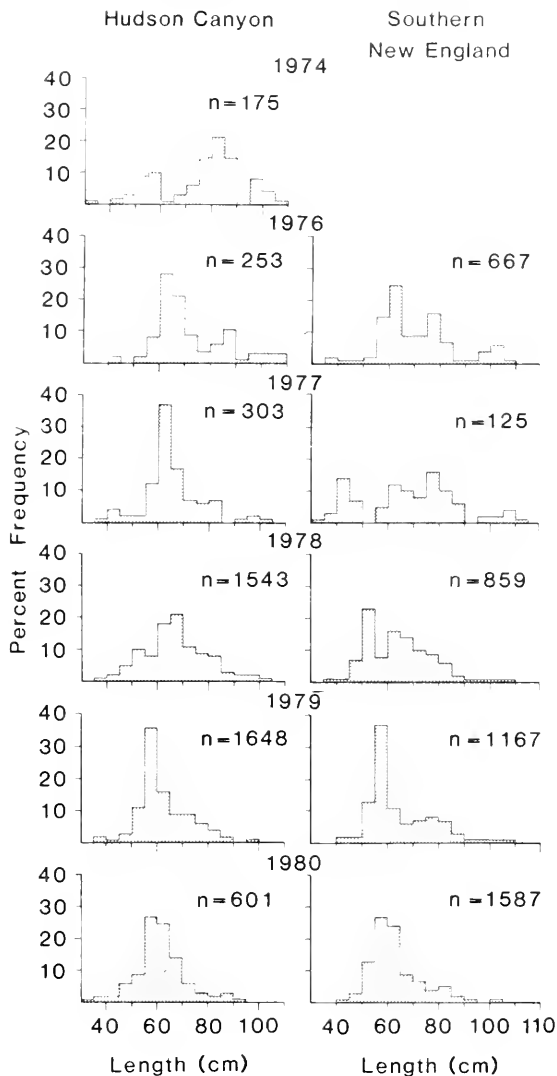 Hudson Canyon
Southern
New England
1974
40
30
20
10
n=175
1976
40
30
20
10
n=253
n=667
1977
40
30
20
10
n=303
n=125
1978
40
30
20
10
n=1543
n=859
1979
40
30
20
10
n=1648
n=1167
1980
40
30
20
10
n=601
n=1587
Percent Frequency
40 60 80 100
40 60 80 100 120
Length (cm)
Length (cm)